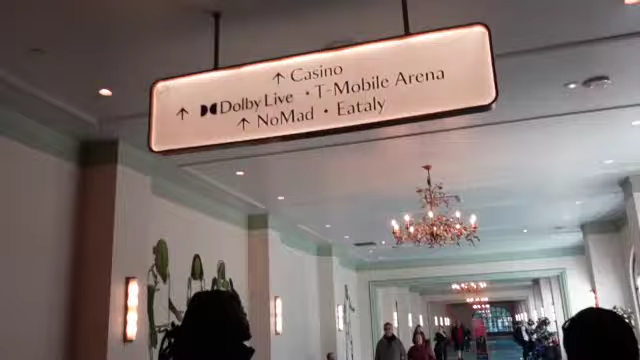 ↑ Casino
↑ Dolby Live • T-Mobile Arena
↑ NoMad • Eataly